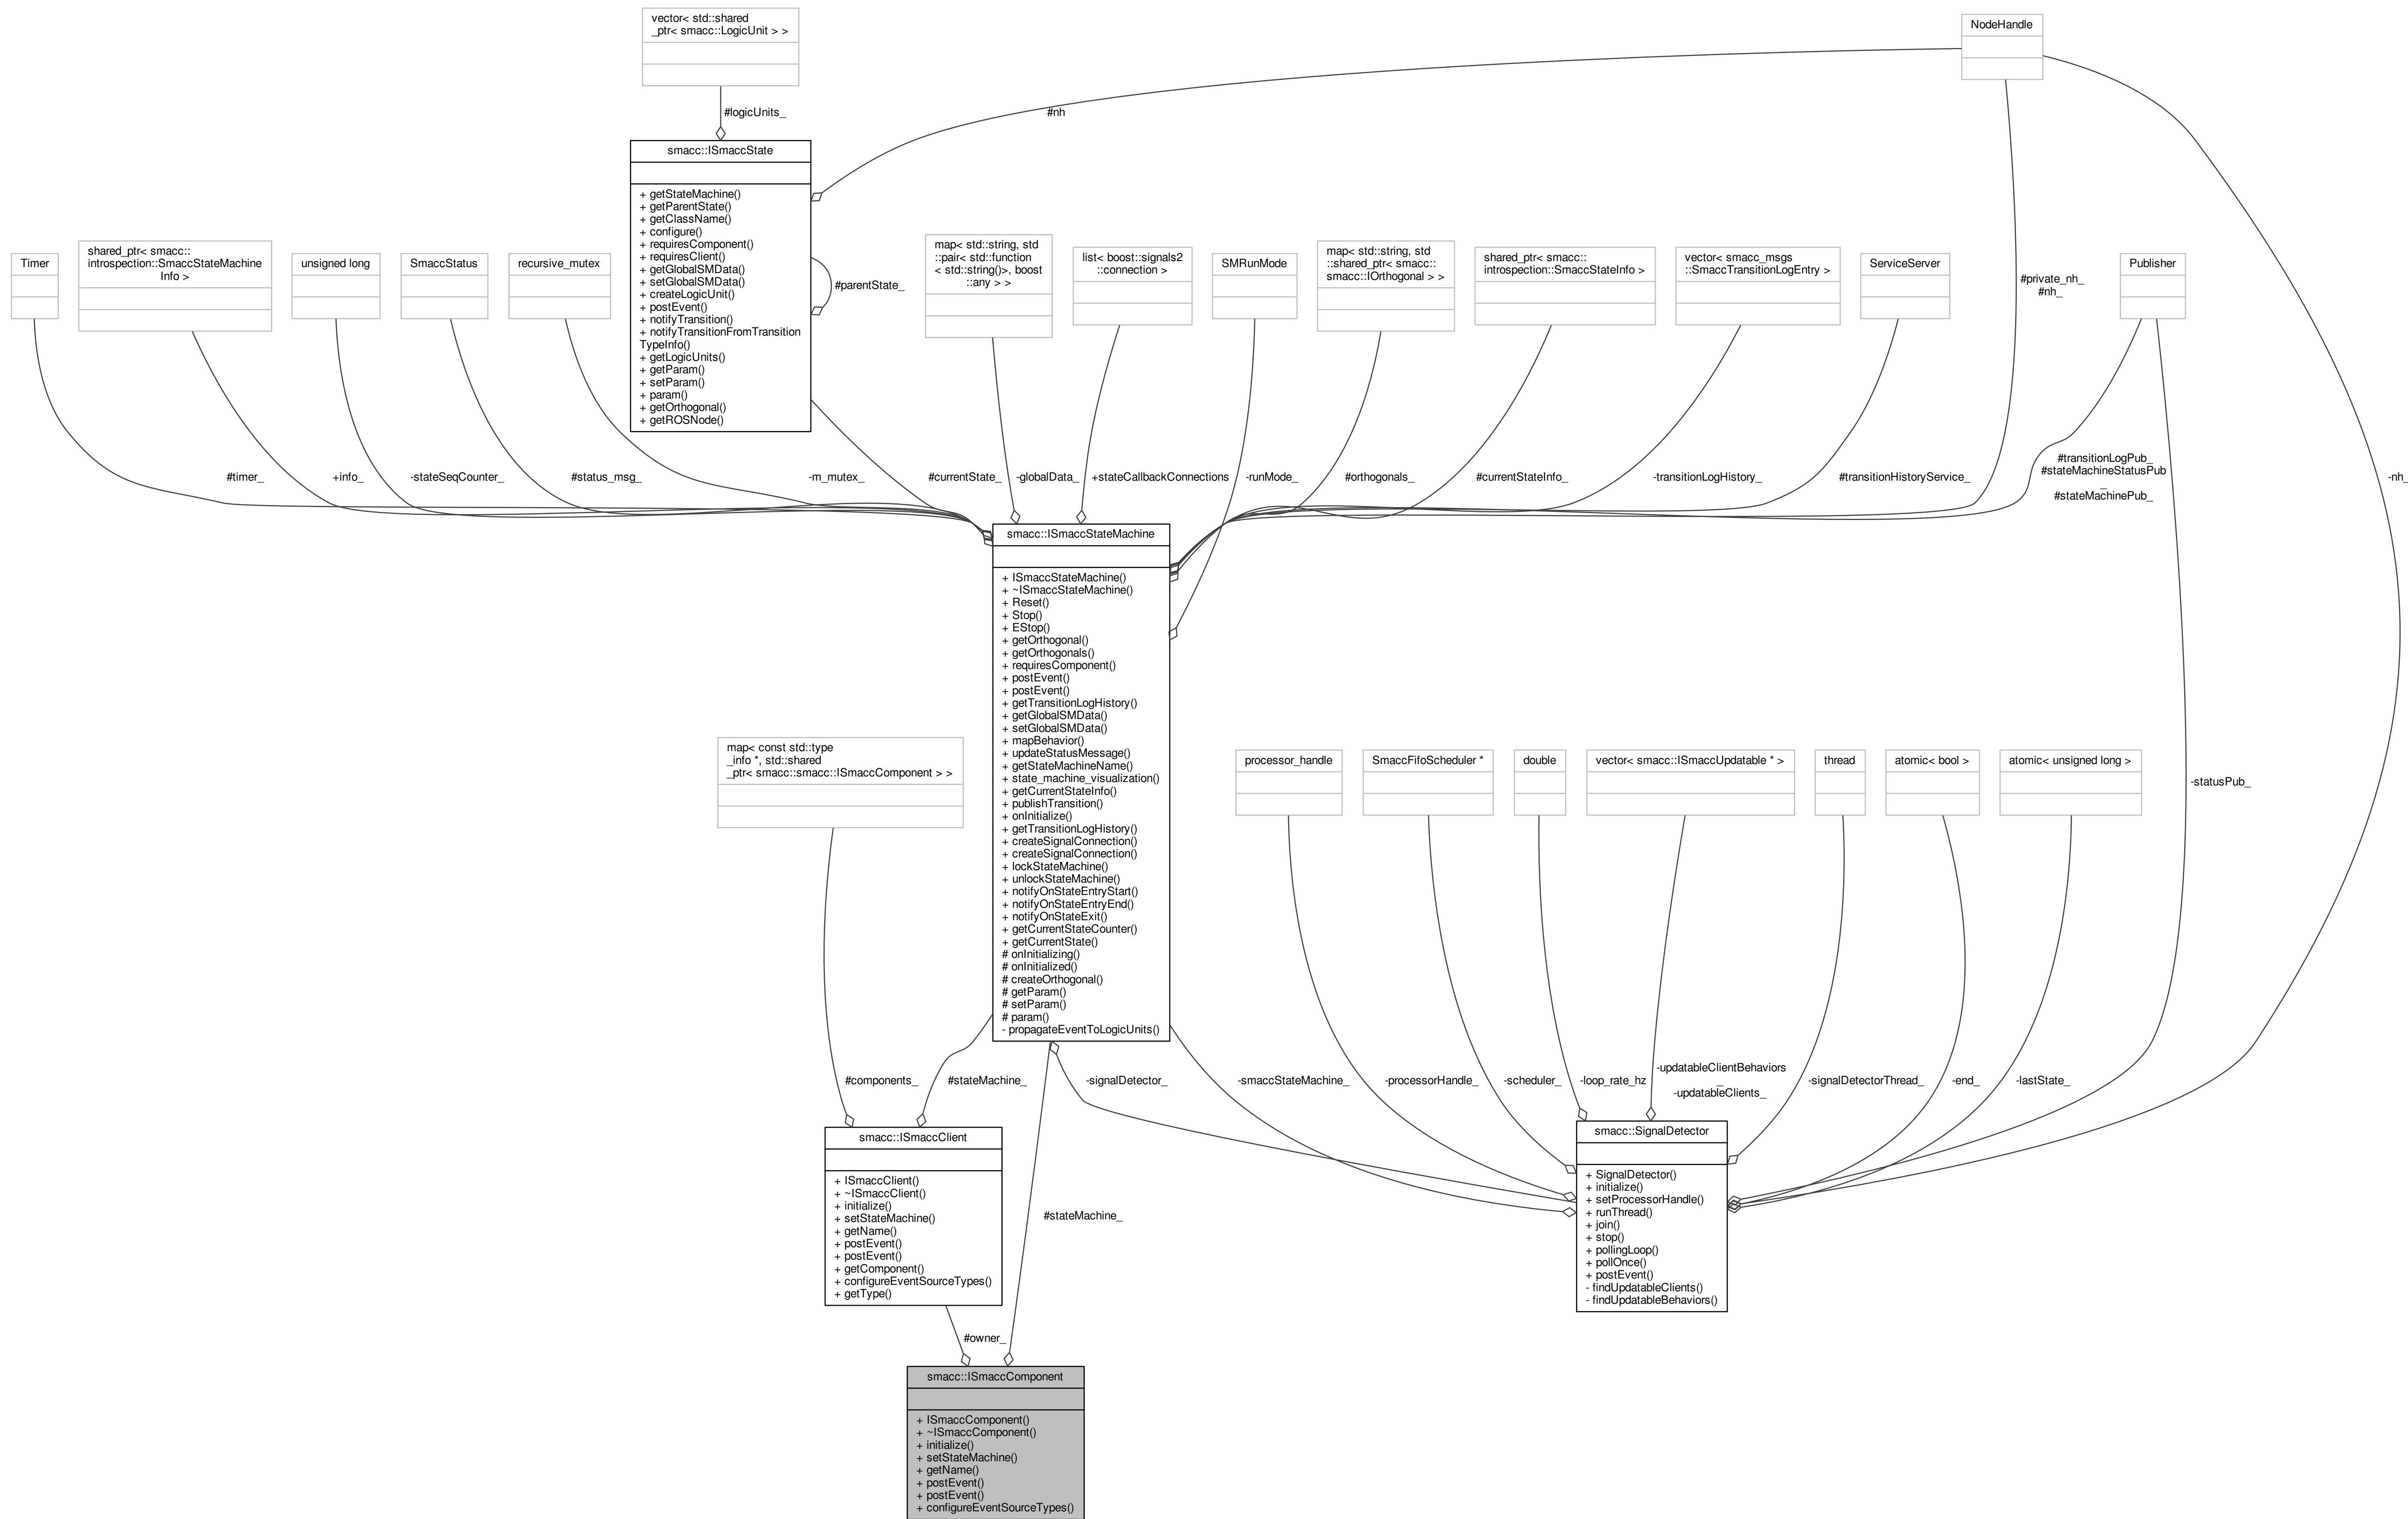 vector< std::shared
_ptr< smacc::LogicUnit > >
NodeHandle
#logicUnits_
#nh
smacc::ISmaccState
+ getStateMachine()
+ getParentState()
+ getClassName()
+ configure()
+ requiresComponent()
+ requiresClient()
+ getGlobalSMData()
+ setGlobalSMData()
+ createLogicUnit()
+ postEvent()
+ notifyTransition()
+ notifyTransitionFromTransition
TypeInfo()
+ getLogicUnits()
+ getParam()
+ setParam()
+ param()
+ getOrthogonal()
+ getROSNode()
#parentState_
Timer
shared_ptr< smacc::
introspection::SmaccStateMachine
Info >
unsigned long
SmaccStatus
recursive_mutex
map< std::string, std
::pair< std::function
< std::string()>, boost
::any > >
list< boost::signals2
::connection >
SMRunMode
map< std::string, std
::shared_ptr< smacc::
smacc::IOrthogonal > >
shared_ptr< smacc::
introspection::SmaccStateInfo >
vector< smacc_msgs
::SmaccTransitionLogEntry >
ServiceServer
#private_nh_
#nh_
Publisher
#timer_
+info_
-stateSeqCounter_
#status_msg_
-m_mutex_
#currentState_
-globalData_
+stateCallbackConnections
-runMode_
#orthogonals_
#currentStateInfo_
-transitionLogHistory_
#transitionHistoryService_
#transitionLogPub_
#stateMachineStatusPub
_
#stateMachinePub_
-nh_
smacc::ISmaccStateMachine
+ ISmaccStateMachine()
+ ~ISmaccStateMachine()
+ Reset()
+ Stop()
+ EStop()
+ getOrthogonal()
+ getOrthogonals()
+ requiresComponent()
+ postEvent()
+ postEvent()
+ getTransitionLogHistory()
+ getGlobalSMData()
+ setGlobalSMData()
+ mapBehavior()
+ updateStatusMessage()
+ getStateMachineName()
+ state_machine_visualization()
+ getCurrentStateInfo()
+ publishTransition()
+ onInitialize()
+ getTransitionLogHistory()
+ createSignalConnection()
+ createSignalConnection()
+ lockStateMachine()
+ unlockStateMachine()
+ notifyOnStateEntryStart()
+ notifyOnStateEntryEnd()
+ notifyOnStateExit()
+ getCurrentStateCounter()
+ getCurrentState()
# onInitializing()
# onInitialized()
# createOrthogonal()
# getParam()
# setParam()
# param()
- propagateEventToLogicUnits()
map< const std::type
_info *, std::shared
_ptr< smacc::smacc::ISmaccComponent > >
processor_handle
SmaccFifoScheduler *
double
vector< smacc::ISmaccUpdatable * >
thread
atomic< bool >
atomic< unsigned long >
-statusPub_
#components_
#stateMachine_
-signalDetector_
-smaccStateMachine_
-processorHandle_
-scheduler_
-loop_rate_hz
-updatableClientBehaviors
_
-updatableClients_
-signalDetectorThread_
-end_
-lastState_
smacc::ISmaccClient
+ ISmaccClient()
+ ~ISmaccClient()
+ initialize()
+ setStateMachine()
+ getName()
+ postEvent()
+ postEvent()
+ getComponent()
+ configureEventSourceTypes()
+ getType()
#stateMachine_
smacc::SignalDetector
+ SignalDetector()
+ initialize()
+ setProcessorHandle()
+ runThread()
+ join()
+ stop()
+ pollingLoop()
+ pollOnce()
+ postEvent()
- findUpdatableClients()
- findUpdatableBehaviors()
#owner_
smacc::ISmaccComponent
+ ISmaccComponent()
+ ~ISmaccComponent()
+ initialize()
+ setStateMachine()
+ getName()
+ postEvent()
+ postEvent()
+ configureEventSourceTypes()